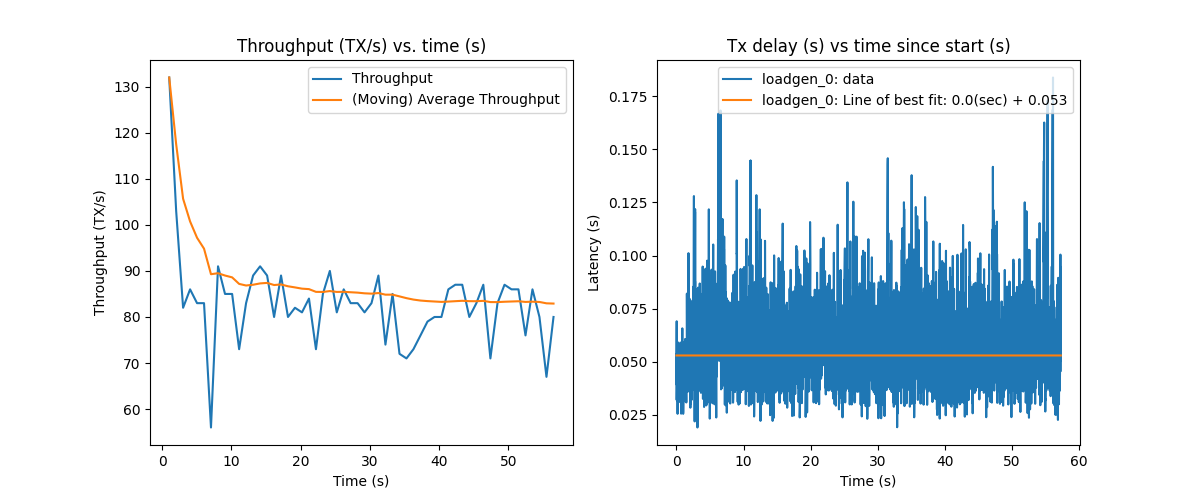 Throughput (TX/s) vs. time (s)
Throughput
(Moving) Average Throughput
130
120
110
100
90
80
70
60
Throughput (TX/s)
0
10
20
30
40
50
Time (s)
Tx delay (s) vs time since start (s)
loadgen_0: data
loadgen_0: Line of best fit: 0.0(sec) + 0.053
0.175
0.150
0.125
0.100
0.075
0.050
0.025
Latency (s)
0
10
20
30
40
50
60
Time (s)